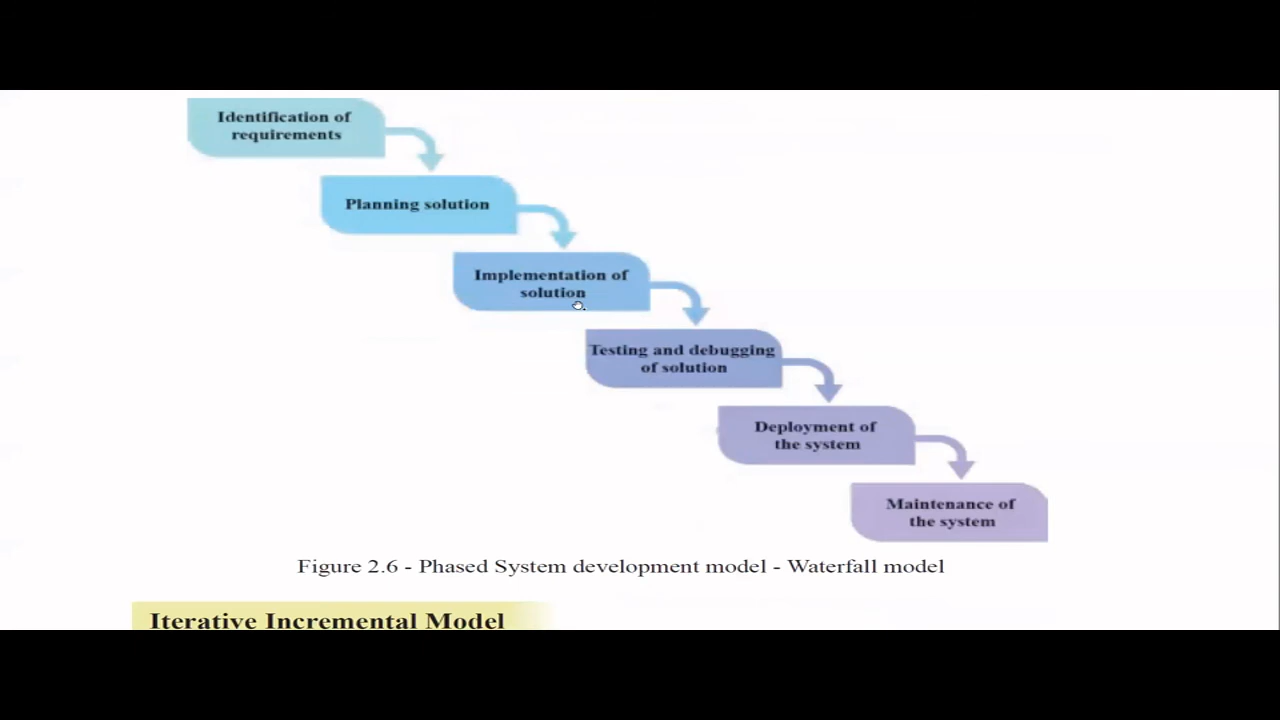 Identification of
requirements
Planning solution
Implementation of
solution
Testing and debugging
of solution
Deployment of
the system
Maintenance of
the system
Figure 2.6 - Phased System development model - Waterfall model
Iterative Incremental Model